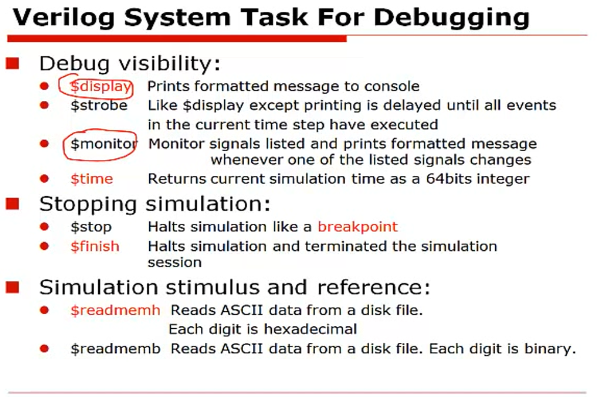 Verilog System Task For Debugging
Debug visibility:
$display Prints formatted message to console
$strobe Like $display except printing is delayed until all events
in the current time step have executed
$monitor Monitor signals listed and prints formatted message
whenever one of the listed signals changes
$time Returns current simulation time as a 64bits integer
Stopping simulation:
$stop Halts simulation like a breakpoint
$finish Halts simulation and terminated the simulation
session
Simulation stimulus and reference:
$readmemh Reads ASCII data from a disk file.
Each digit is hexadecimal
$readmemb Reads ASCII data from a disk file. Each digit is binary.